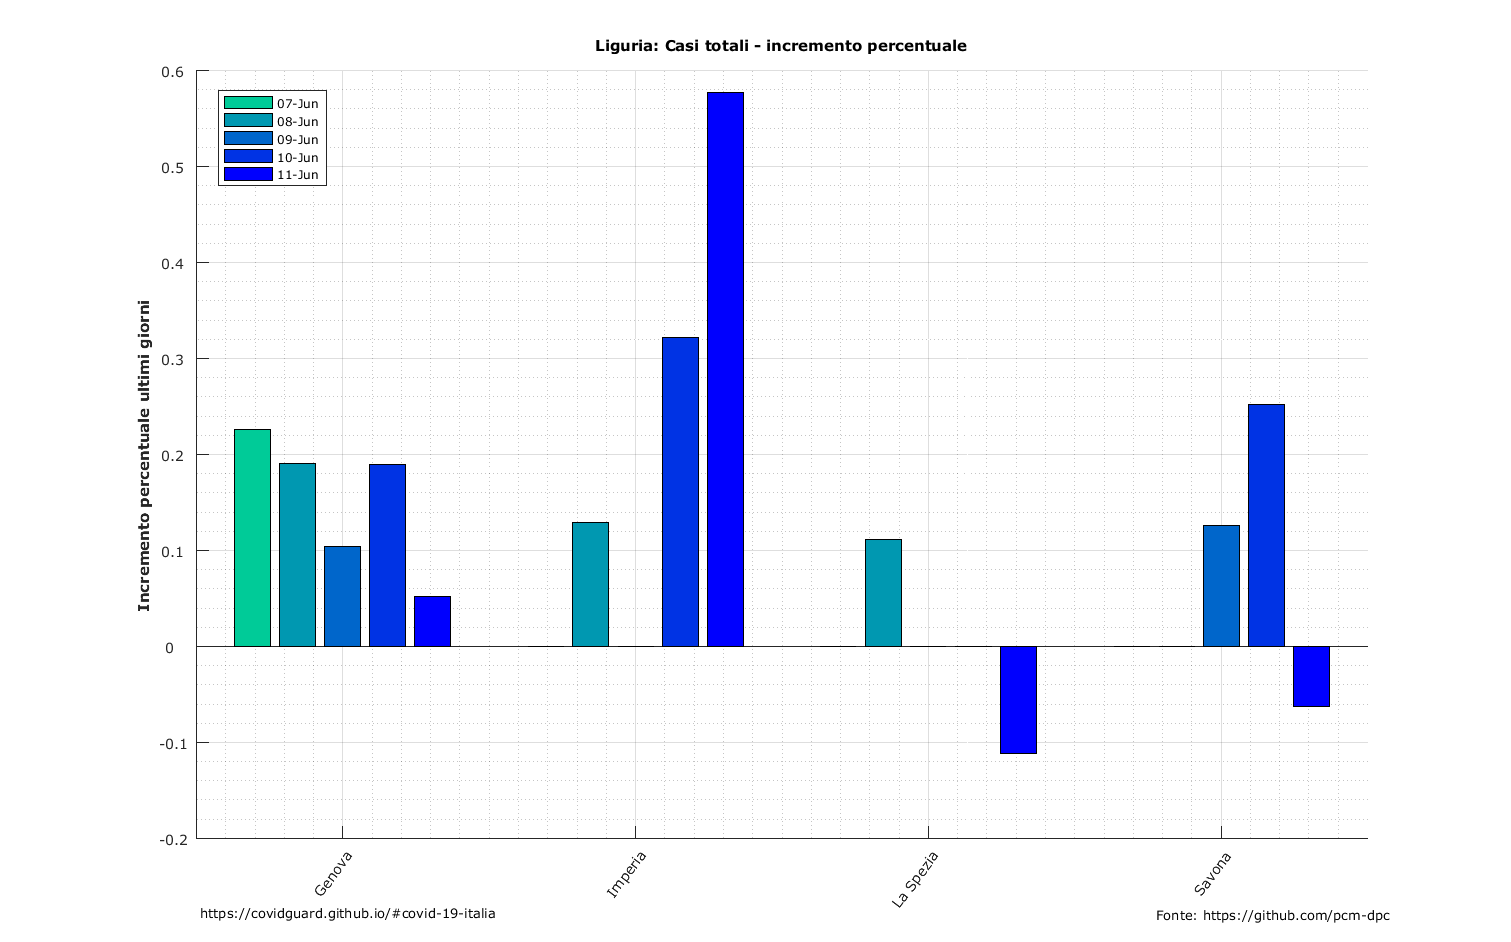 Liguria: Casi totali - incremento percentuale
0.6
0.5
0.4
0.3
0.2
0.1
0
-0.1
-0.2
Incremento percentuale ultimi giorni
07-Jun
08-Jun
09-Jun
10-Jun
11-Jun
Genova
Imperia
La Spezia
Savona
https://covidguard.github.io/#covid-19-italia
Fonte: https://github.com/pcm-dpc